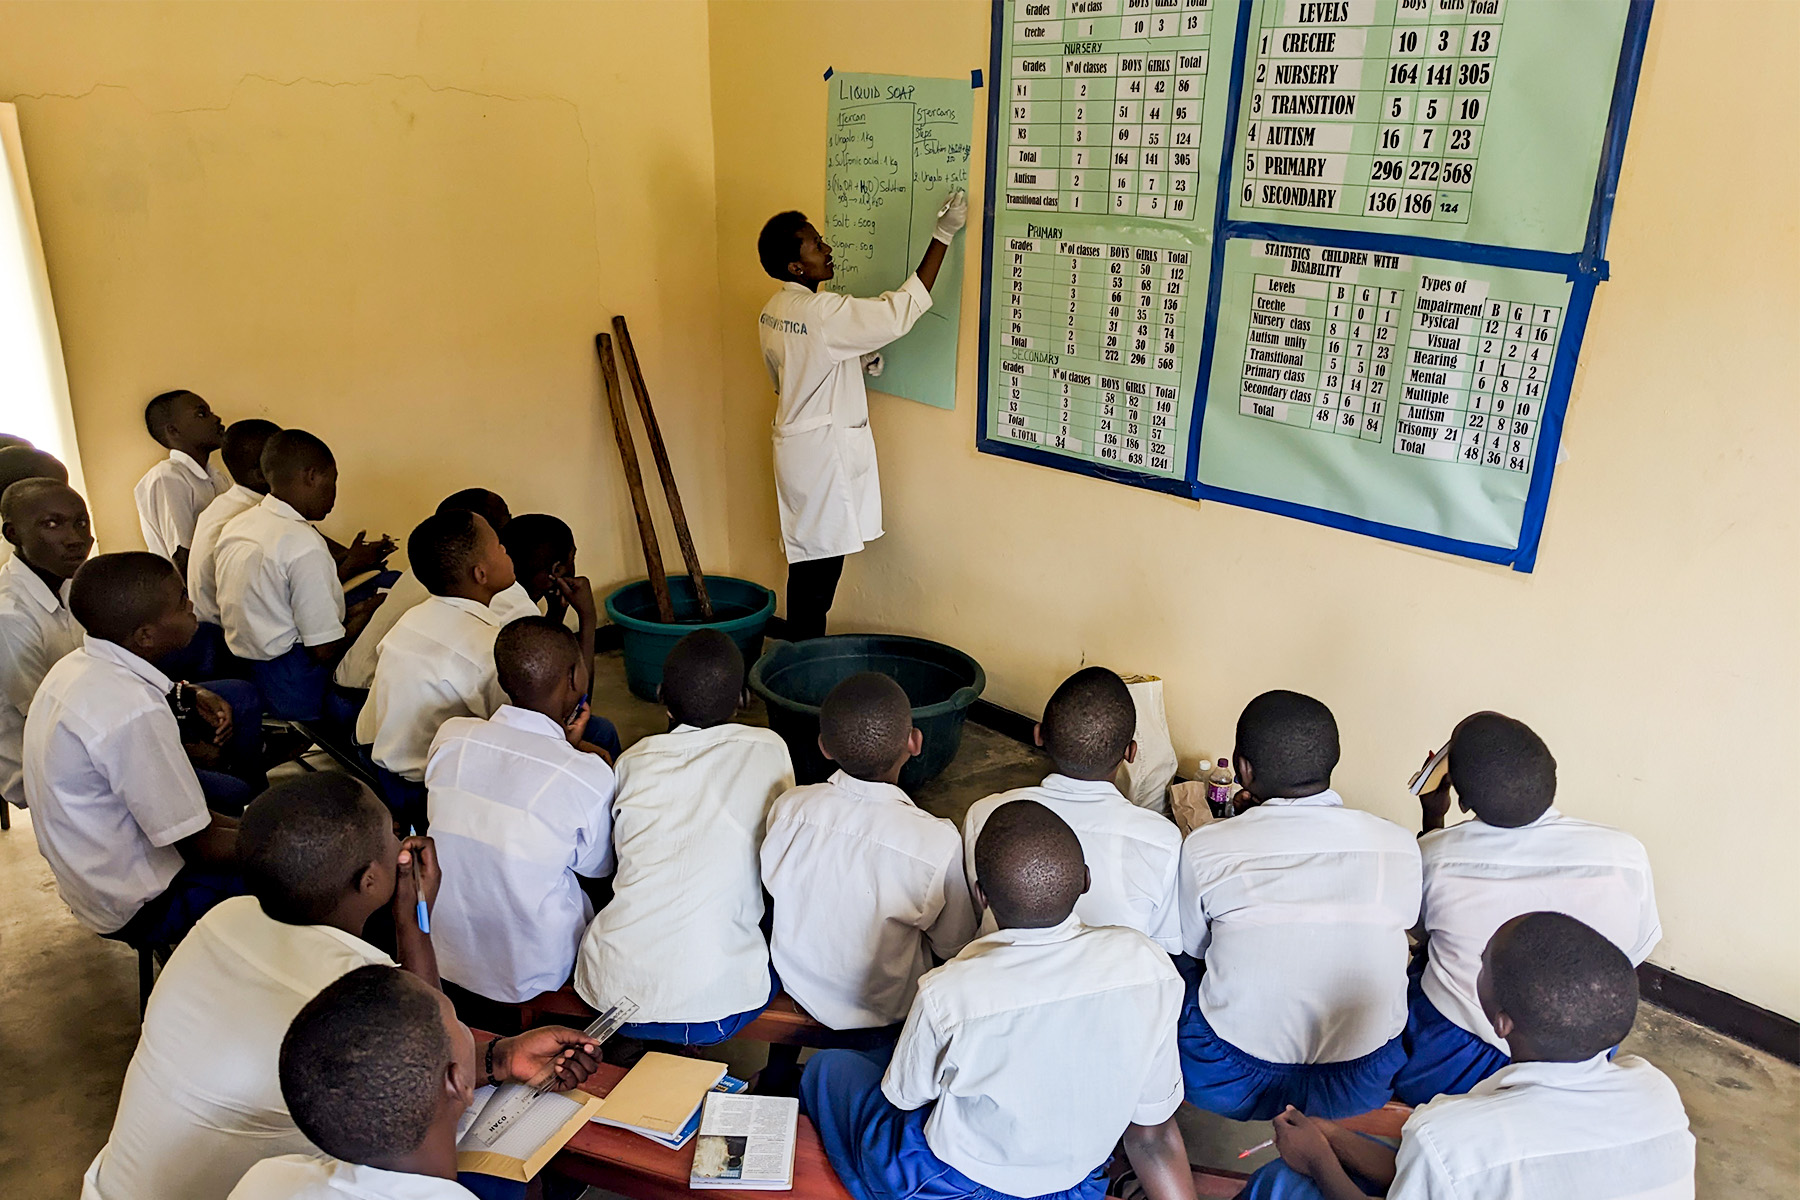 LIQUID SOAP
1Jercan
1. Ungalo : 1kg
2. Sulfonic acid : 1 kg
3 (NaOH + H2O) Solution
4. Salt : 500g
Sugar : 50g
5Jercans
Steps
1. Solution
2. Ungalo + Salt
Grades N° of class BOYS GIRLS Total
Creche 1 10 3 13
NURSERY
Grades N° of classes BOYS GIRLS Total
N 1 2 44 42 86
N 2 2 51 44 95
N3 3 69 55 124
Total 7 164 141 305
Autism 2 16 7 23
Transitional class 1 5 5 10
PRIMARY
Grades N° of classes BOYS GIRLS Total
P1 3 62 50 112
P2 3 53 68 121
P3 3 66 70 136
P4 2 40 35 75
P5 2 31 43 74
P6 2 20 30 50
Total 15 272 296 568
SECONDARY
Grades N° of classes BOYS GIRLS Total
S1 3 58 82 140
S2 3 54 70 124
S3 2 24 33 57
Total 8 136 186 322
G.TOTAL 34 603 638 1241
LEVELS Boys Girls Total
1 CRECHE 10 3 13
2 NURSERY 164 141 305
3 TRANSITION 5 5 10
4 AUTISM 16 7 23
5 PRIMARY 296 272 568
6 SECONDARY 136 186 124
STATISTICS CHILDREN WITH
DISABILITY
Levels B G T
Creche 1 0 1
Nursery class 8 4 12
Autism unity 16 7 23
Transitional 5 5 10
Primary class 13 14 27
Secondary class 5 6 11
Total 48 36 84
Types of
impairment B G T
Pysical 12 4 16
Visual 2 2 4
Hearing 1 1 2
Mental 6 8 14
Multiple 1 9 10
Autism 22 8 30
Trisomy 21 4 4 8
Total 48 36 84
HACO